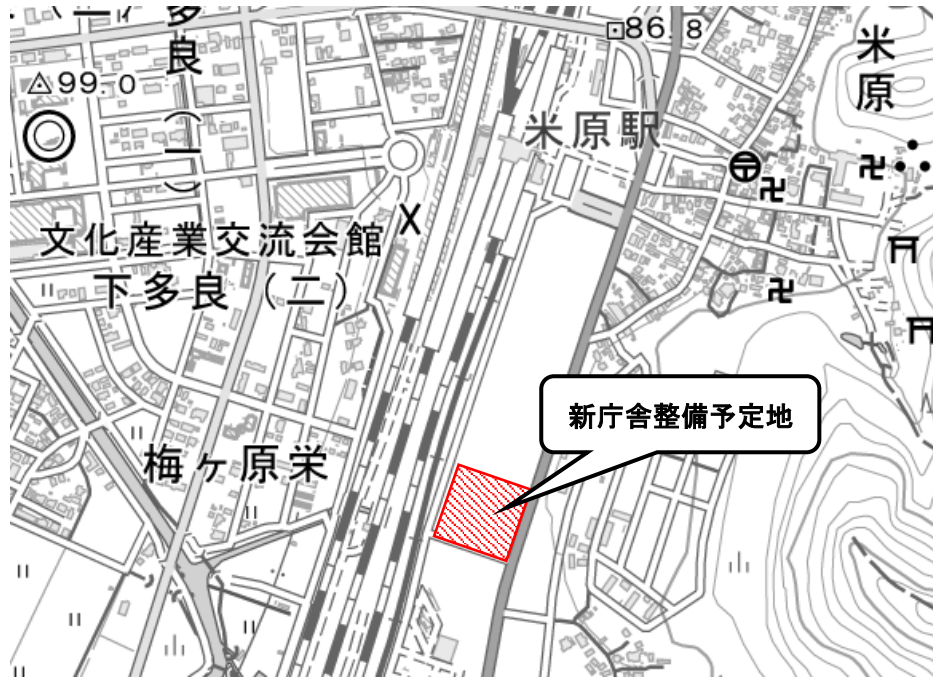 多良（一）
99.0
86.8
米原
米原駅
文化産業交流会館
下多良（二）
新庁舎整備予定地
梅ヶ原栄